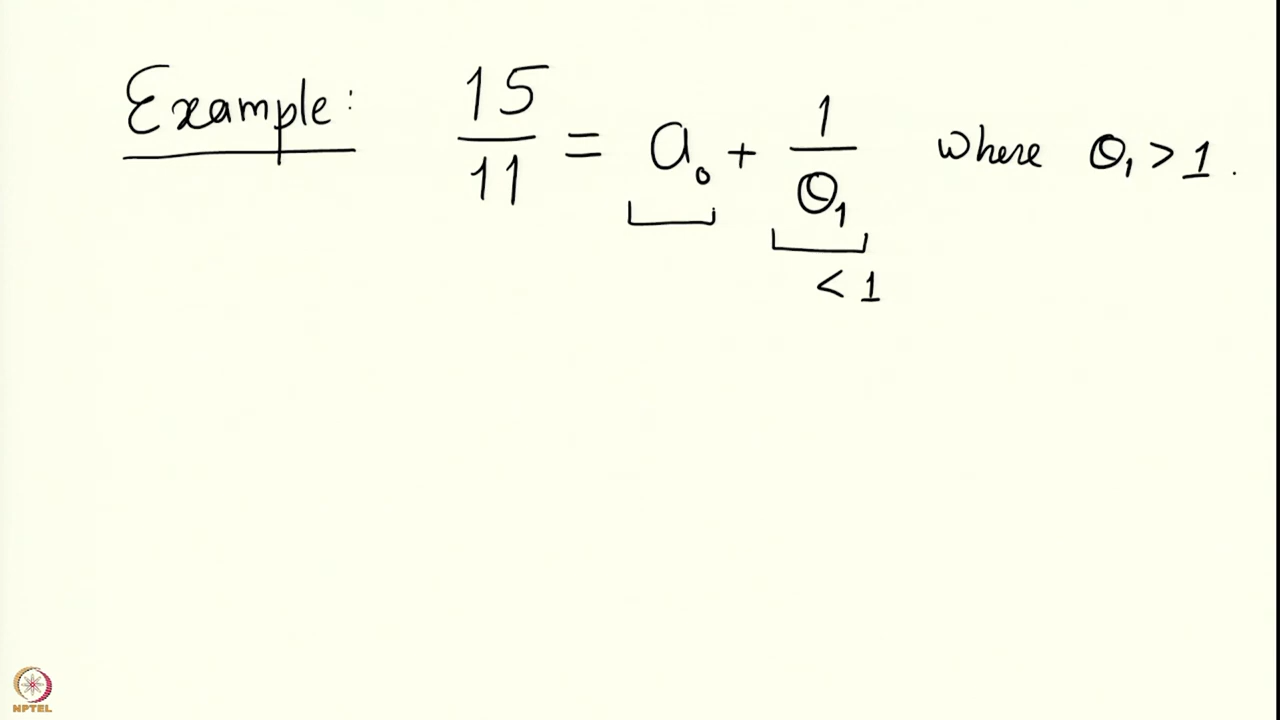 Example: 15/11 = a₀ + 1/θ₁ where θ₁ > 1.
< 1
NPTEL